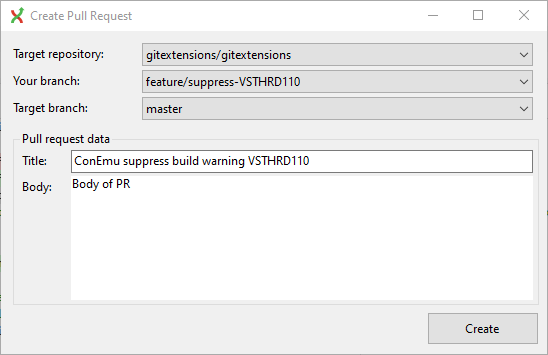 Create Pull Request
Target repository: gitextensions/gitextensions
Your branch: feature/suppress-VSTHRD110
Target branch: master
Pull request data
Title: ConEmu suppress build warning VSTHRD110
Body: Body of PR
Create